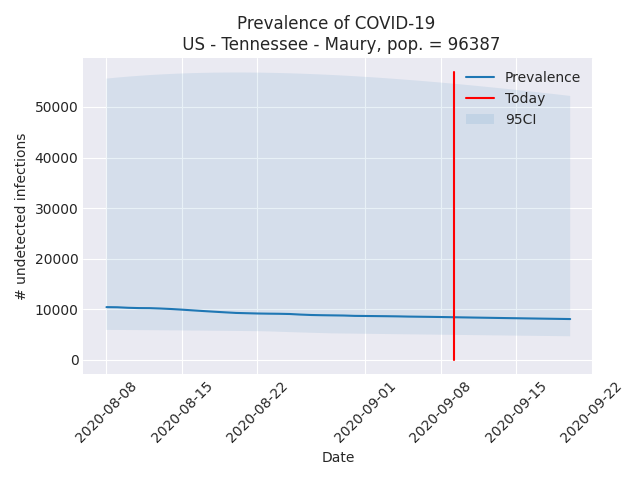 Prevalence of COVID-19
US - Tennessee - Maury, pop. = 96387
Prevalence
Today
95CI
# undetected infections
50000
40000
30000
20000
10000
0
2020-08-08
2020-08-15
2020-08-22
2020-09-01
2020-09-08
2020-09-15
2020-09-22
Date